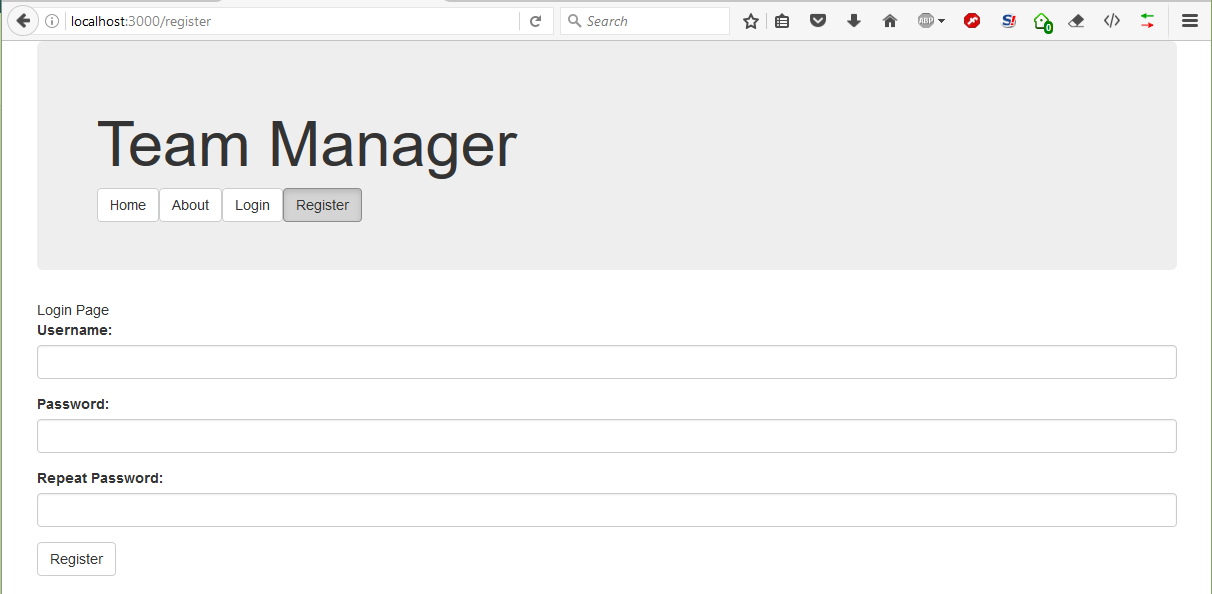 localhost:3000/register
Search
ABP
S!
0
Team Manager
Home About Login Register
Login Page
Username:
Password:
Repeat Password:
Register